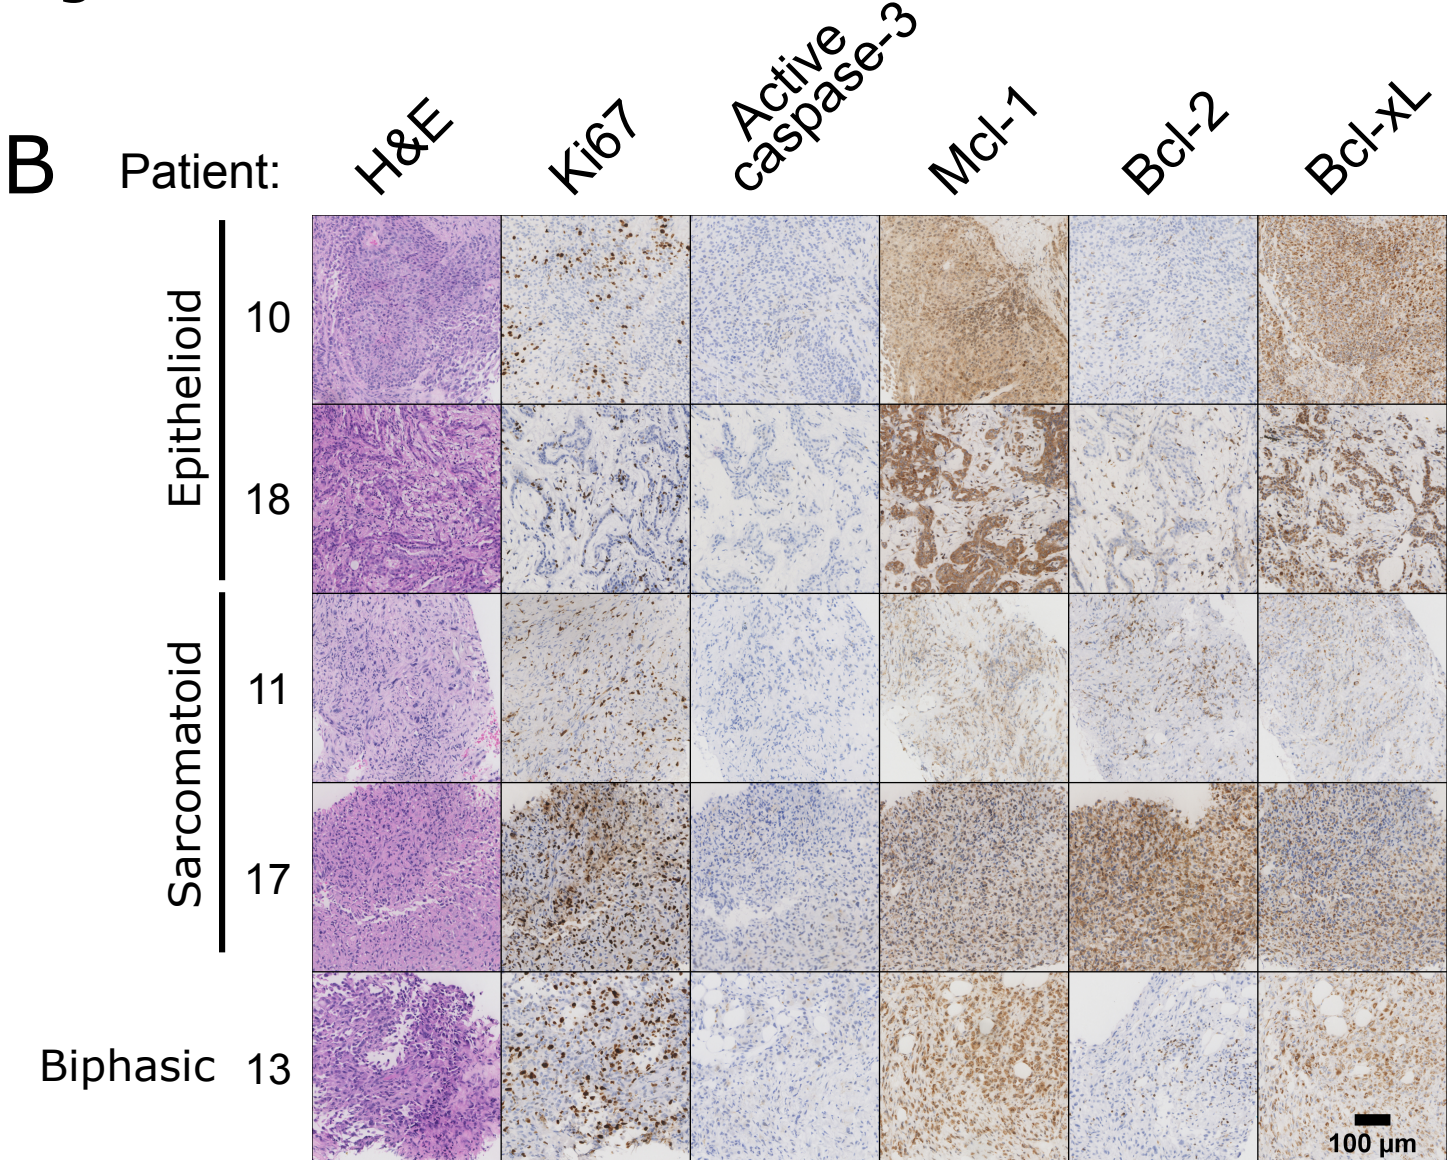 B
Patient:
H&E
Ki67
Active
caspase-3
Mcl-1
Bcl-2
Bcl-xL
Epithelioid
10
18
Sarcomatoid
11
17
Biphasic 13
100 µm